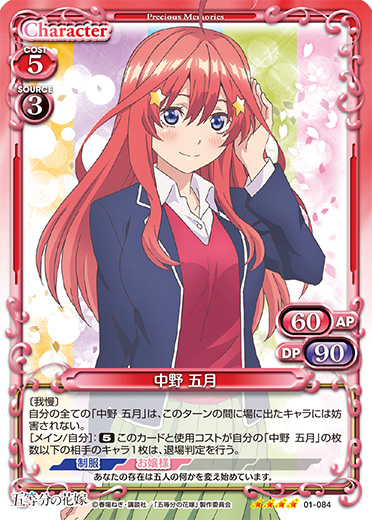 Precious Memories
Character
COST
5
SOURCE
3
60 AP
DP 90
中野 五月
〔我慢〕
自分の全ての「中野 五月」は、このターンの間に場に出たキャラには妨
害されない。
[メイン/自分]: 5 このカードと使用コストが自分の「中野 五月」の枚
数以下の相手のキャラ1枚は、退場判定を行う。
制服 お嬢様
あなたの存在は五人の何かを変え始めています。
五等分の花嫁
©春場ねぎ・講談社/「五等分の花嫁」製作委員会
01-084